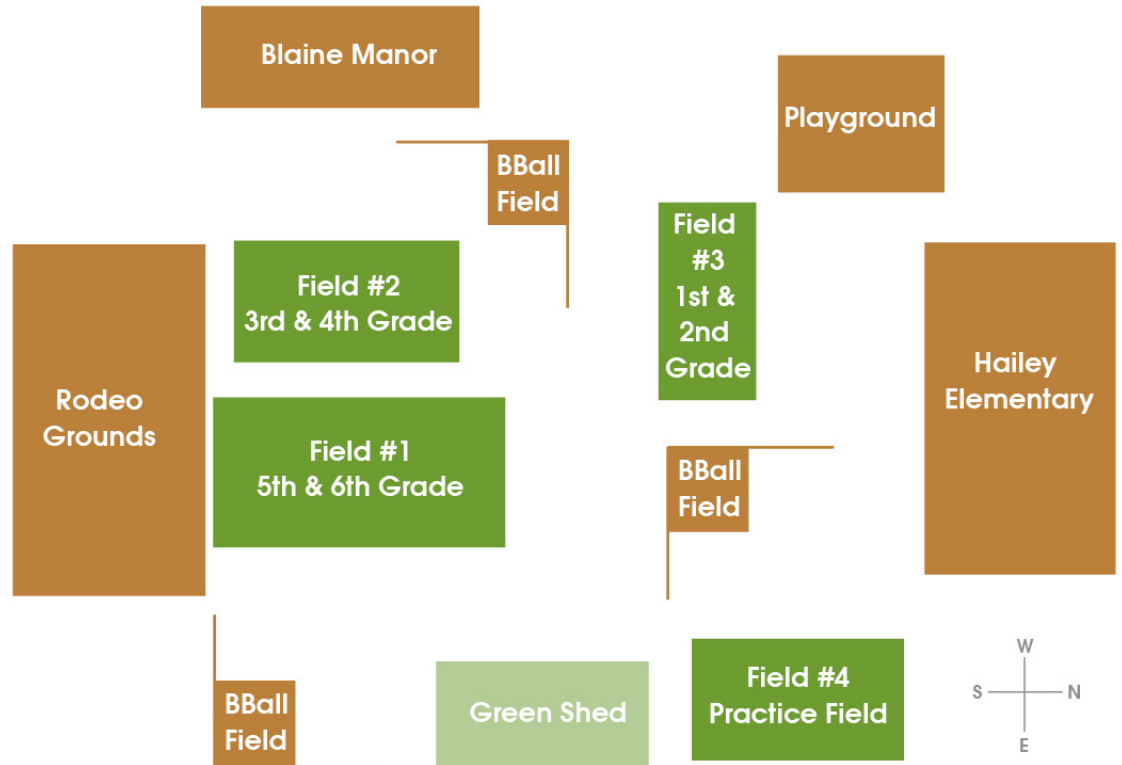 Blaine Manor
Playground
BBall
Field
Field
#3
1st &
2nd
Grade
Field #2
3rd & 4th Grade
Rodeo
Grounds
Hailey
Elementary
Field #1
5th & 6th Grade
BBall
Field
BBall
Field
Green Shed
Field #4
Practice Field
W
S
N
E